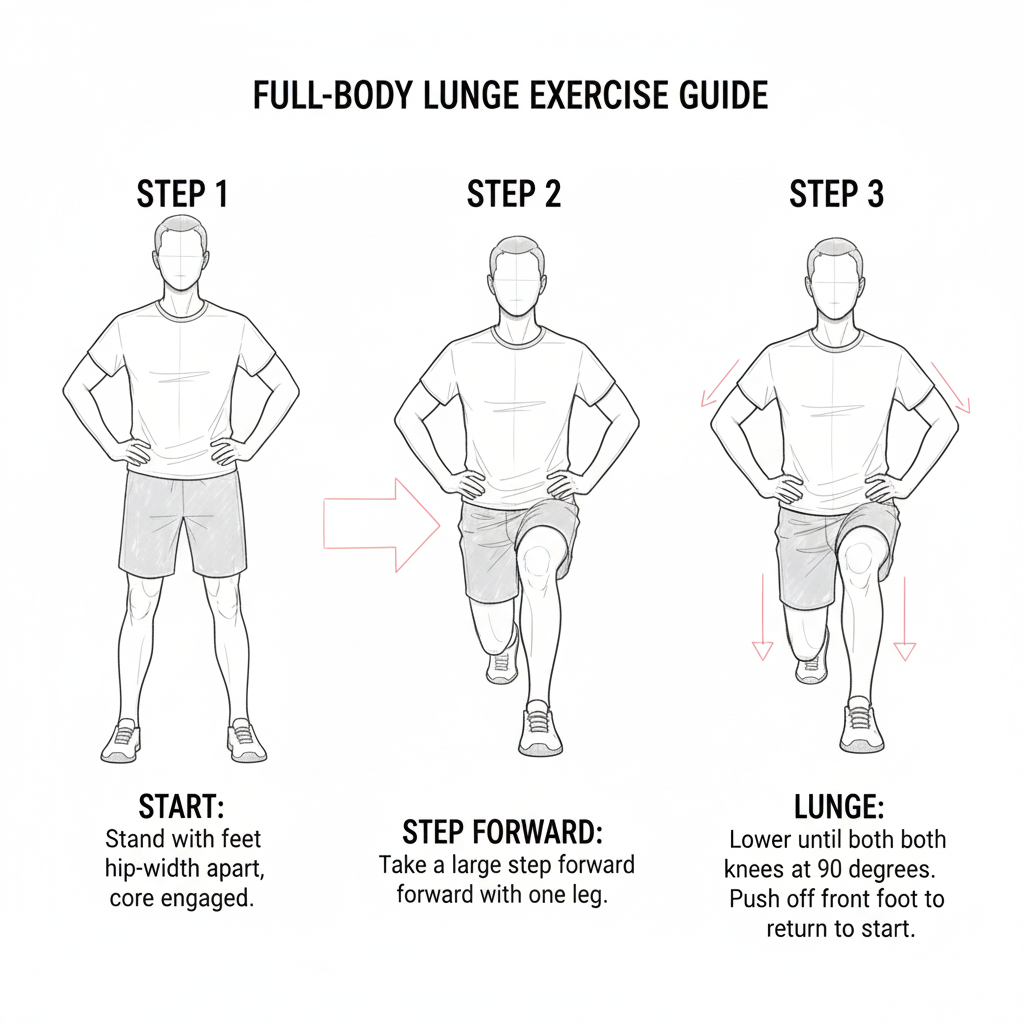 FULL-BODY LUNGE EXERCISE GUIDE
STEP 1
STEP 2
STEP 3
START:
Stand with feet
hip-width apart,
core engaged.
STEP FORWARD:
Take a large step forward
forward with one leg.
LUNGE:
Lower until both both
knees at 90 degrees.
Push off front foot to
return to start.